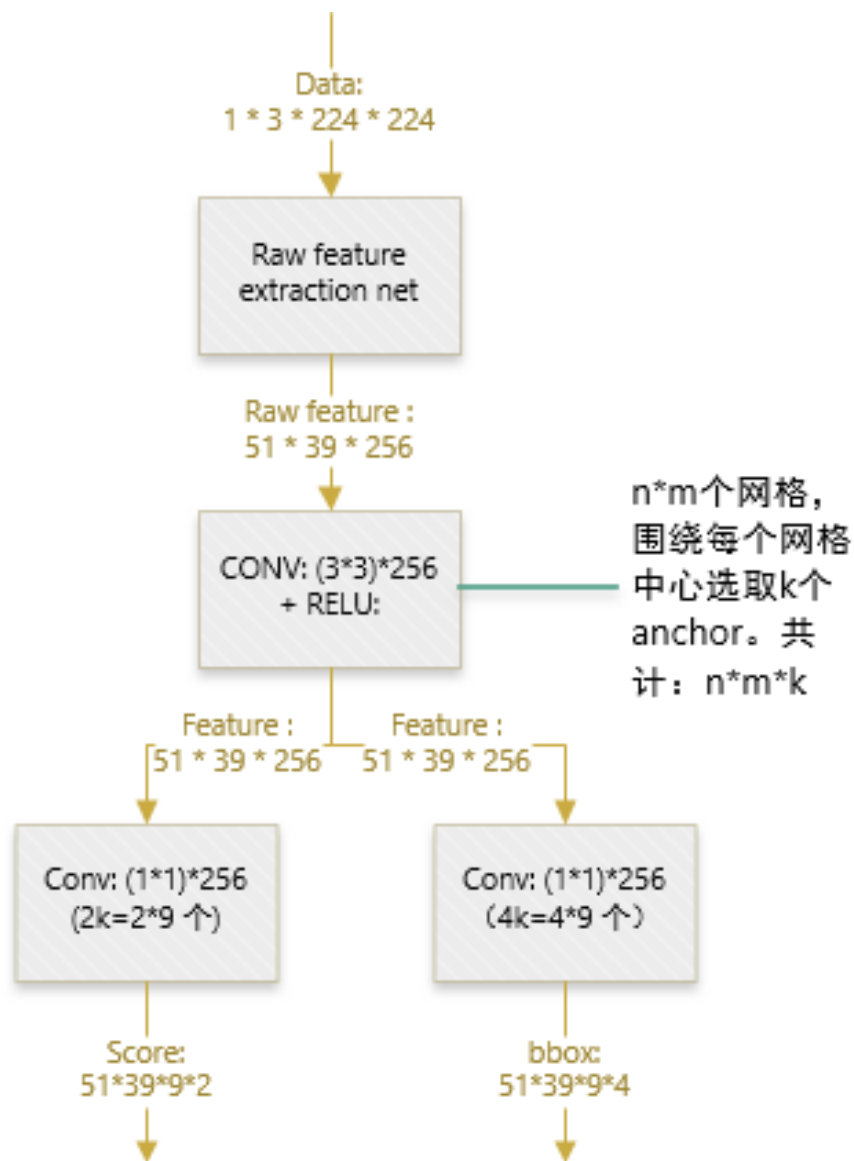 Data:
1 * 3 * 224 * 224
Raw feature
extraction net
Raw feature :
51 * 39 * 256
CONV: (3*3)*256
+ RELU:
n*m个网格，
围绕每个网格
中心选取k个
anchor。共
计：n*m*k
Feature :
51 * 39 * 256
Feature :
51 * 39 * 256
Conv: (1*1)*256
(2k=2*9 个)
Conv: (1*1)*256
（4k=4*9 个）
Score:
51*39*9*2
bbox:
51*39*9*4